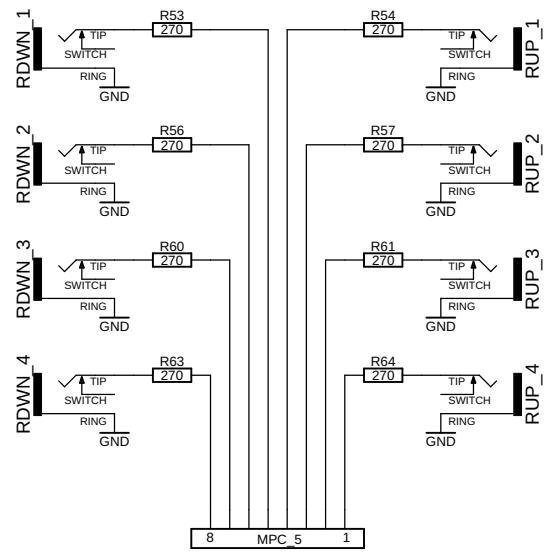 RDWN_1
TIP
SWITCH
RING
GND
R53
270
R54
270
TIP
SWITCH
RING
GND
RUP_1
RDWN_2
TIP
SWITCH
RING
GND
R56
270
R57
270
TIP
SWITCH
RING
GND
RUP_2
RDWN_3
TIP
SWITCH
RING
GND
R60
270
R61
270
TIP
SWITCH
RING
GND
RUP_3
RDWN_4
TIP
SWITCH
RING
GND
R63
270
R64
270
TIP
SWITCH
RING
GND
RUP_4
8 MPC_5 1